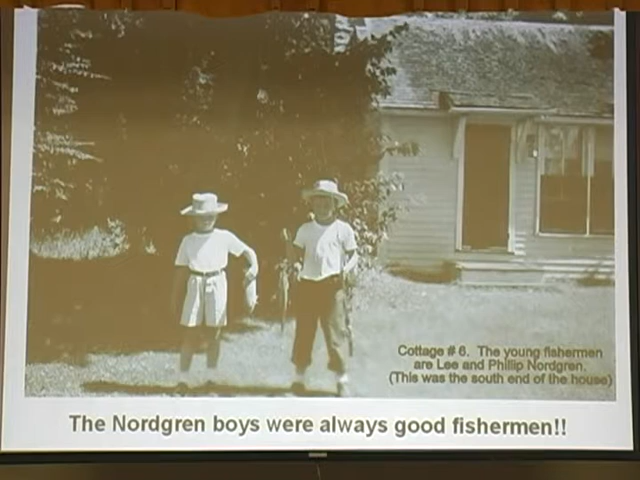 Cottage # 6.  The young fishermen
are Lee and Phillip Nordgren.
(This was the south end of the house)
The Nordgren boys were always good fishermen!!